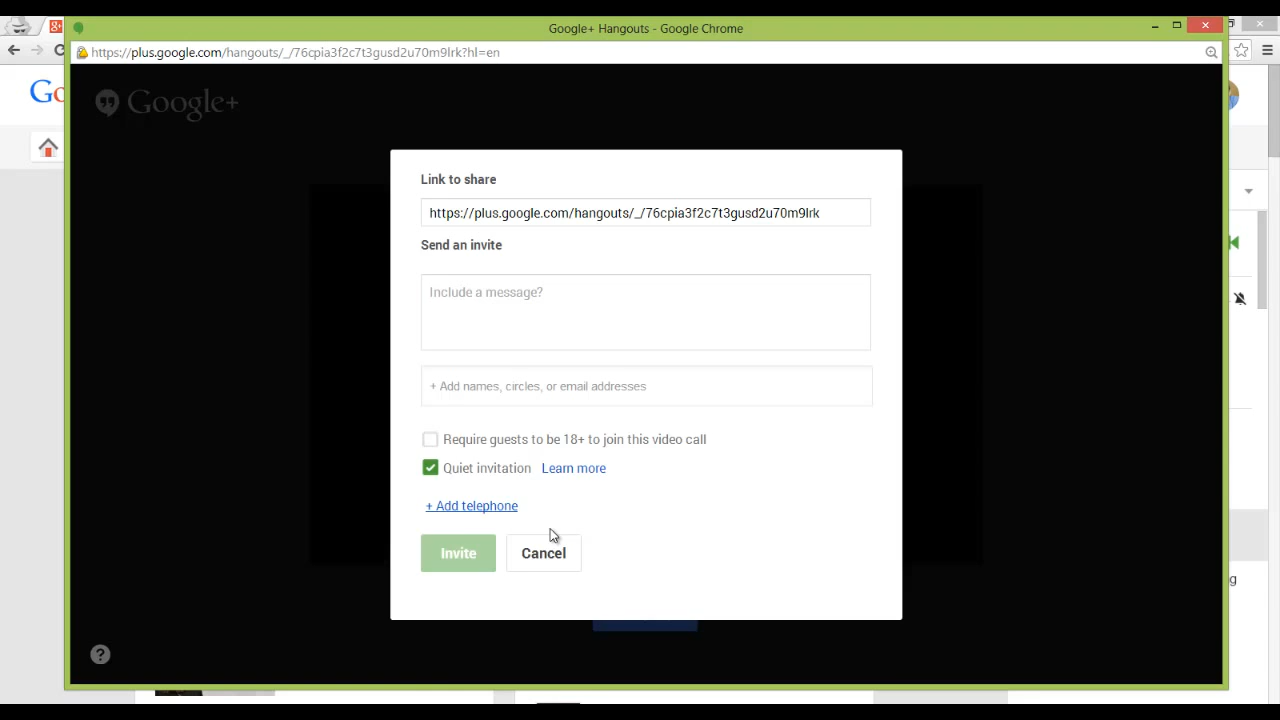 Google+ Hangouts - Google Chrome
https://plus.google.com/hangouts/_/76cpia3f2c7t3gusd2u70m9lrk?hl=en
Go
Google+
Link to share
https://plus.google.com/hangouts/_/76cpia3f2c7t3gusd2u70m9lrk
Send an invite
Include a message?
+ Add names, circles, or email addresses
Require guests to be 18+ to join this video call
Quiet invitation Learn more
+ Add telephone
Invite Cancel
g
?